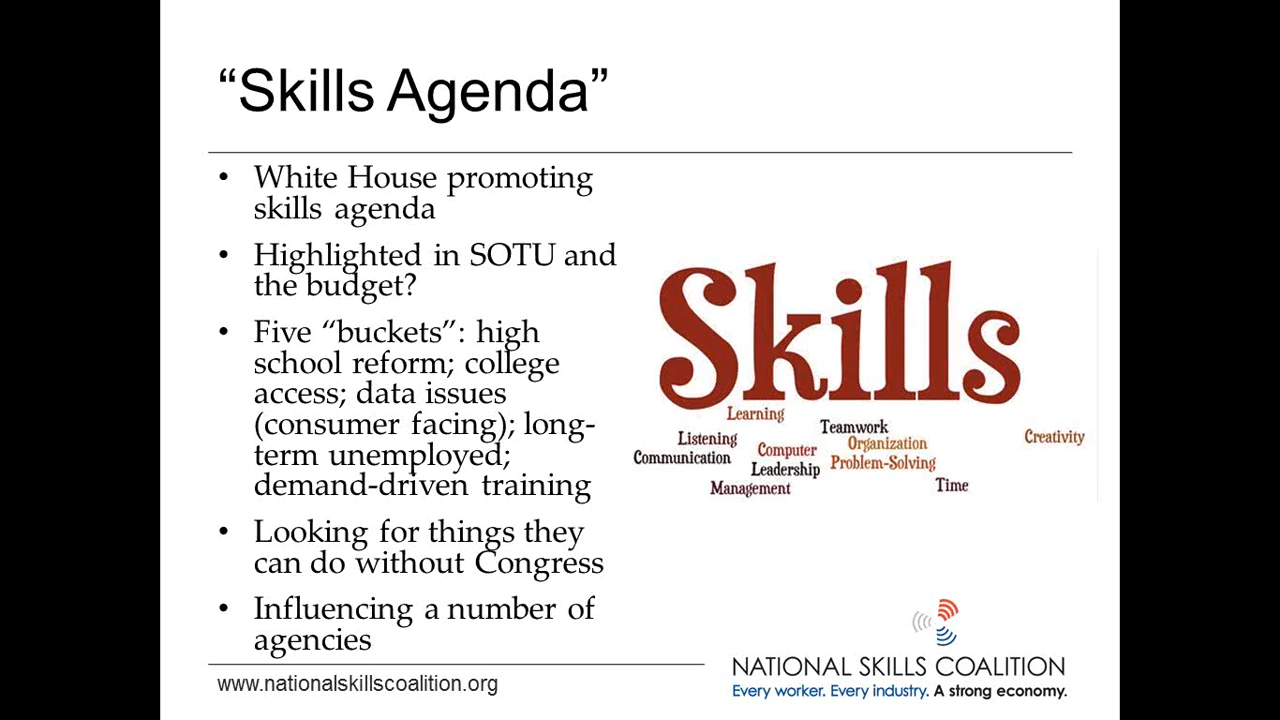 “Skills Agenda”
• White House promoting
skills agenda
• Highlighted in SOTU and
the budget?
• Five “buckets”: high
school reform; college
access; data issues
(consumer facing); long-
term unemployed;
demand-driven training
• Looking for things they
can do without Congress
• Influencing a number of
agencies
Skills
Learning
Teamwork
Listening
Organization
Creativity
Communication
Computer
Leadership
Problem-Solving
Management
Time
www.nationalskillscoalition.org
NATIONAL SKILLS COALITION
Every worker. Every industry. A strong economy.